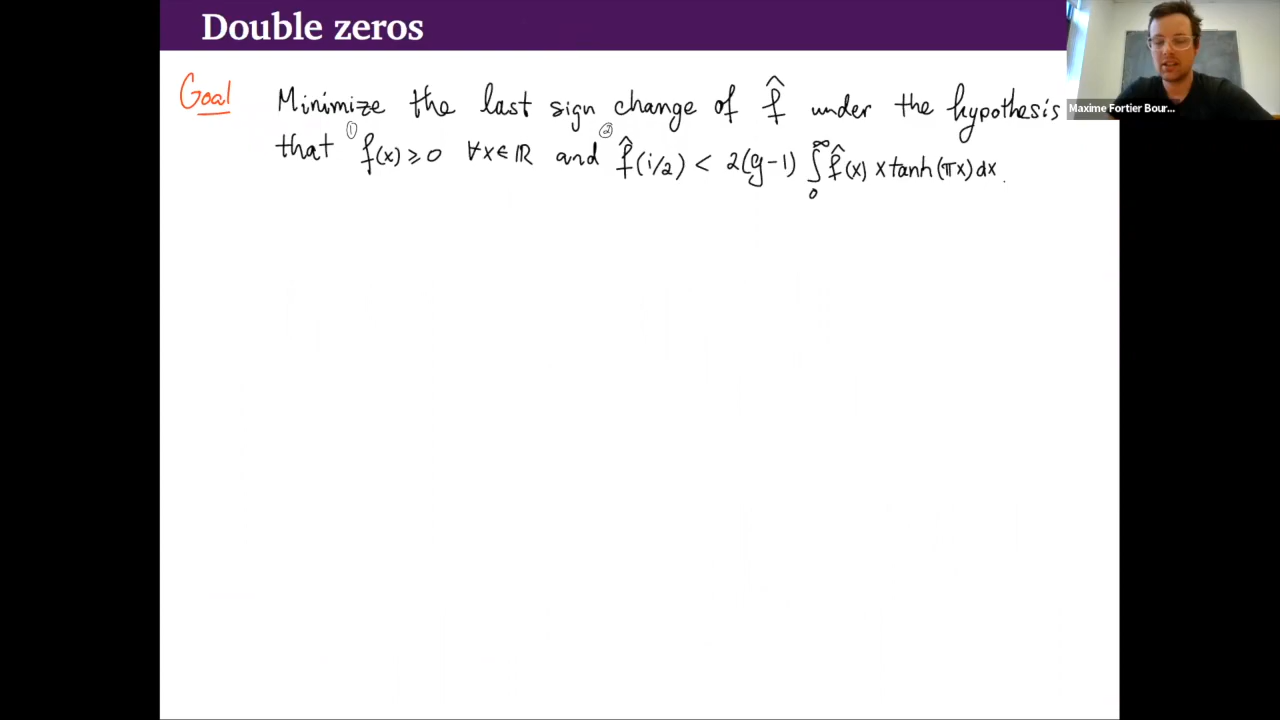 Double zeros
Goal Minimize the last sign change of f̂ under the hypothesis
that ① f(x) ≥ 0 ∀x ∈ ℝ and ② f̂(i/2) < 2(g-1) ∫₀^∞ f̂(x) x tanh(πx) dx .
Maxime Fortier Bour...